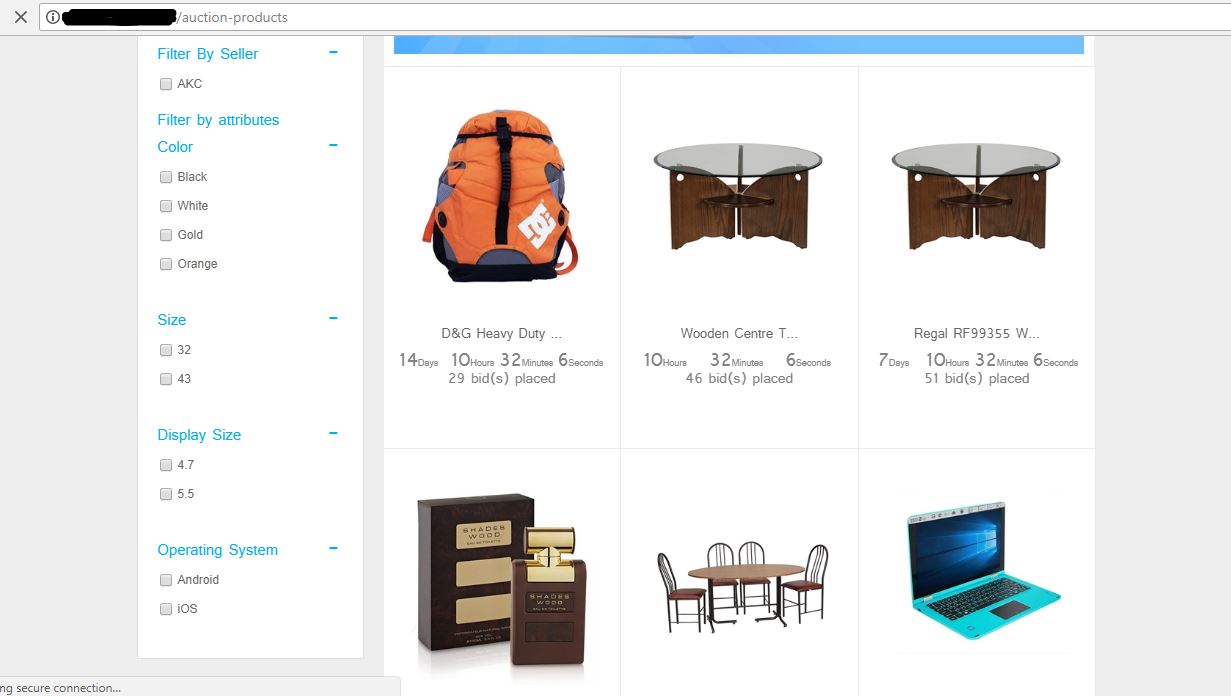 /auction-products
Filter By Seller
AKC
Filter by attributes
Color
Black
White
Gold
Orange
Size
32
43
Display Size
4.7
5.5
Operating System
Android
iOS
DC
D&G Heavy Duty ...
14Days 10Hours 32Minutes 6Seconds
29 bid(s) placed
Wooden Centre T...
10Hours 32Minutes 6Seconds
46 bid(s) placed
Regal RF99355 W...
7Days 10Hours 32Minutes 6Seconds
51 bid(s) placed
SHADES
WOOD
EAU DE TOILETTE
SHADES
WOOD
EAU DE TOILETTE
ng secure connection...